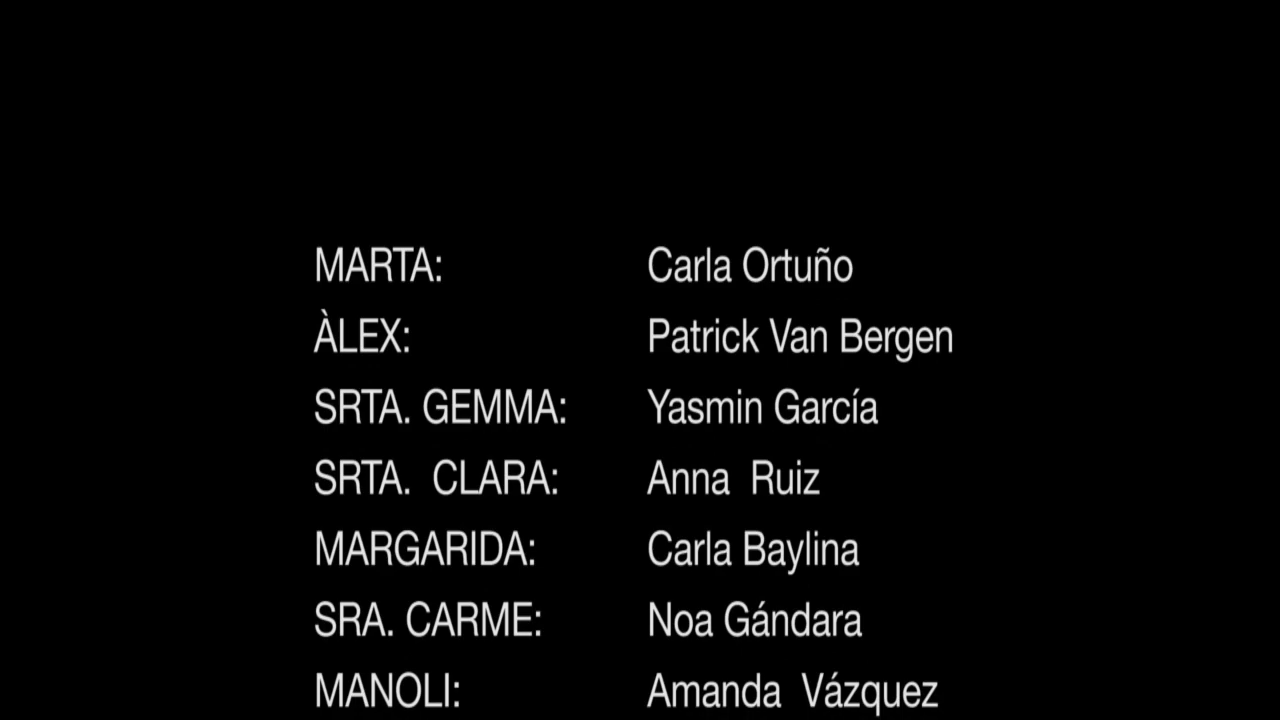 MARTA: Carla Ortuño
ÀLEX: Patrick Van Bergen
SRTA. GEMMA: Yasmin García
SRTA. CLARA: Anna Ruiz
MARGARIDA: Carla Baylina
SRA. CARME: Noa Gándara
MANOLI: Amanda Vázquez